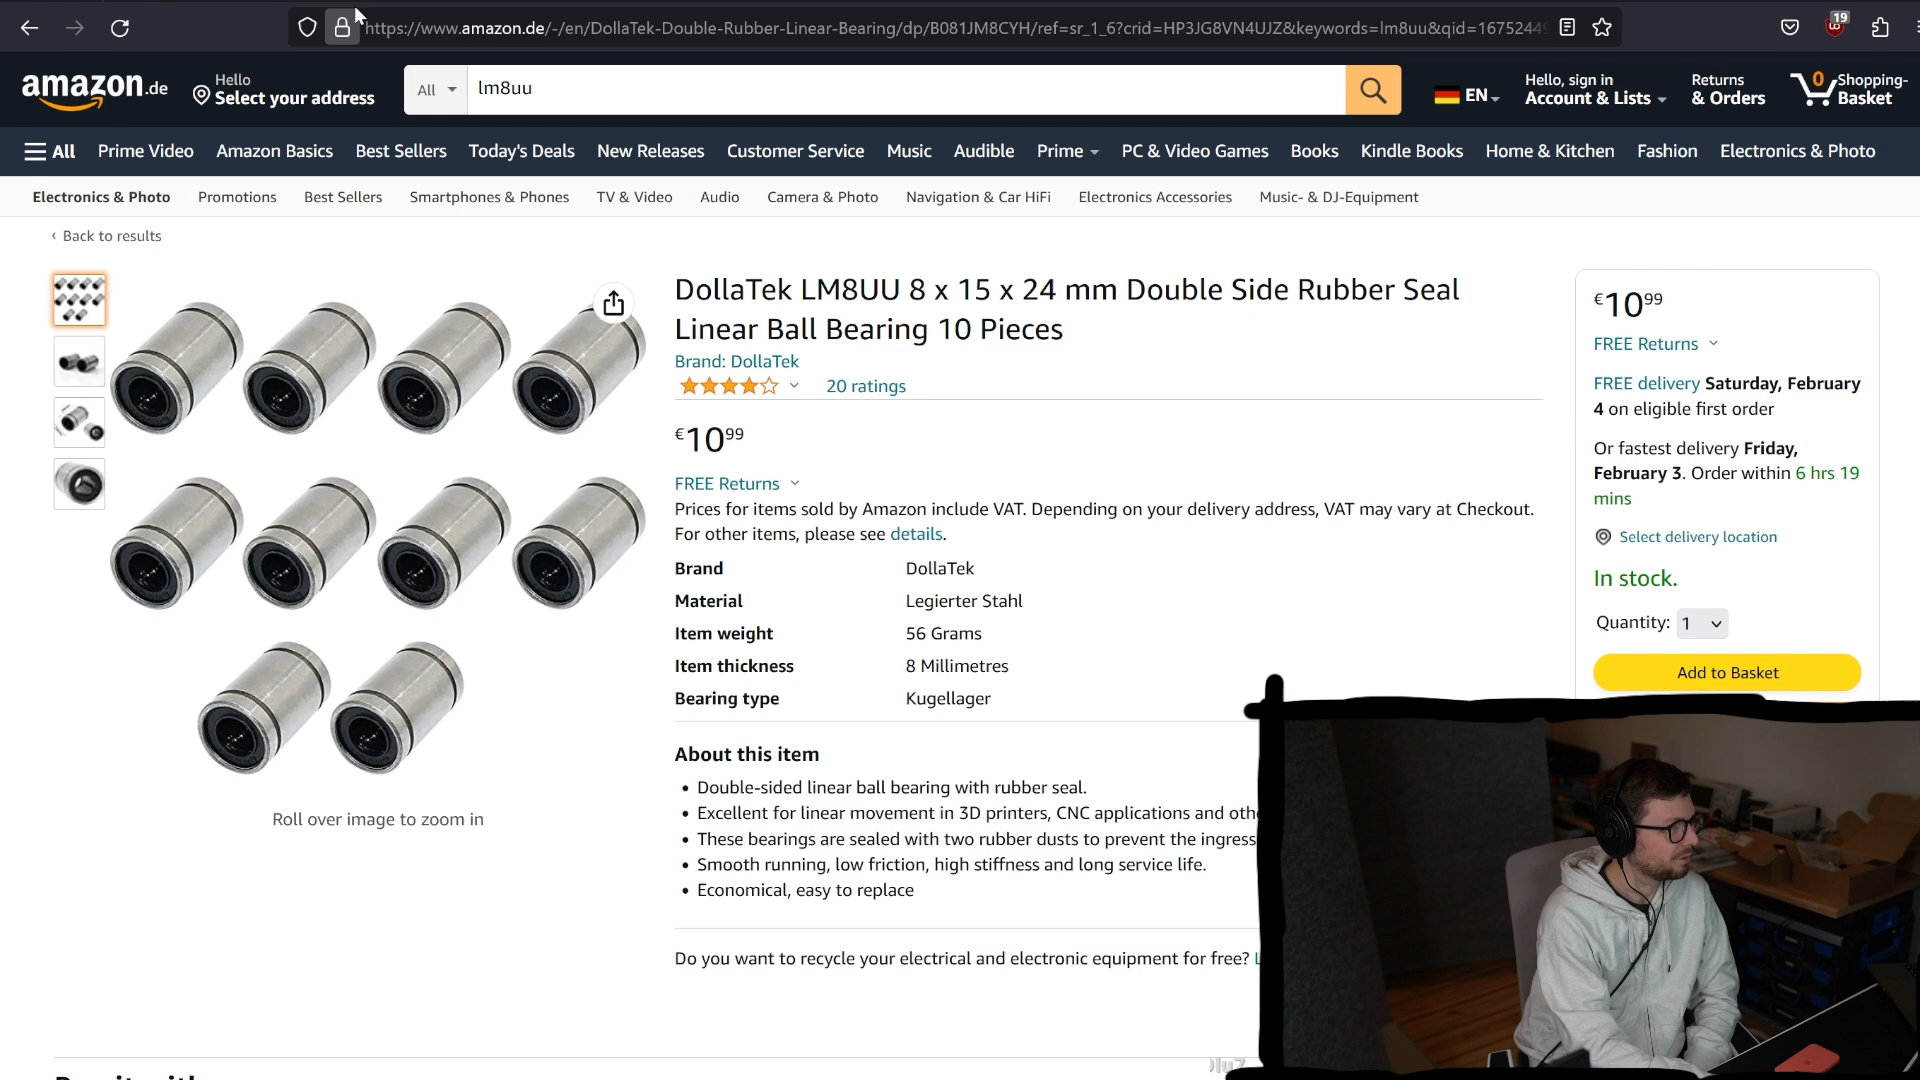 https://www.amazon.de/-/en/DollaTek-Double-Rubber-Linear-Bearing/dp/B081JM8CYH/ref=sr_1_6?crid=HP3JG8VN4UJZ&keywords=lm8uu&qid=1675244
19
amazon.de
Hello
Select your address
All
lm8uu
EN
Hello, sign in
Account & Lists
Returns
& Orders
0
Shopping-
Basket
All
Prime Video
Amazon Basics
Best Sellers
Today's Deals
New Releases
Customer Service
Music
Audible
Prime
PC & Video Games
Books
Kindle Books
Home & Kitchen
Fashion
Electronics & Photo
Electronics & Photo
Promotions
Best Sellers
Smartphones & Phones
TV & Video
Audio
Camera & Photo
Navigation & Car HiFi
Electronics Accessories
Music- & DJ-Equipment
‹ Back to results
DollaTek LM8UU 8 x 15 x 24 mm Double Side Rubber Seal
Linear Ball Bearing 10 Pieces
Brand: DollaTek
20 ratings
€10 99
FREE Returns
Prices for items sold by Amazon include VAT. Depending on your delivery address, VAT may vary at Checkout.
For other items, please see details.
Brand DollaTek
Material Legierter Stahl
Item weight 56 Grams
Item thickness 8 Millimetres
Bearing type Kugellager
About this item
• Double-sided linear ball bearing with rubber seal.
• Excellent for linear movement in 3D printers, CNC applications and oth
• These bearings are sealed with two rubber dusts to prevent the ingress
• Smooth running, low friction, high stiffness and long service life.
• Economical, easy to replace
Do you want to recycle your electrical and electronic equipment for free?
Roll over image to zoom in
€10 99
FREE Returns
FREE delivery Saturday, February
4 on eligible first order
Or fastest delivery Friday,
February 3. Order within 6 hrs 19
mins
Select delivery location
In stock.
Quantity: 1
Add to Basket